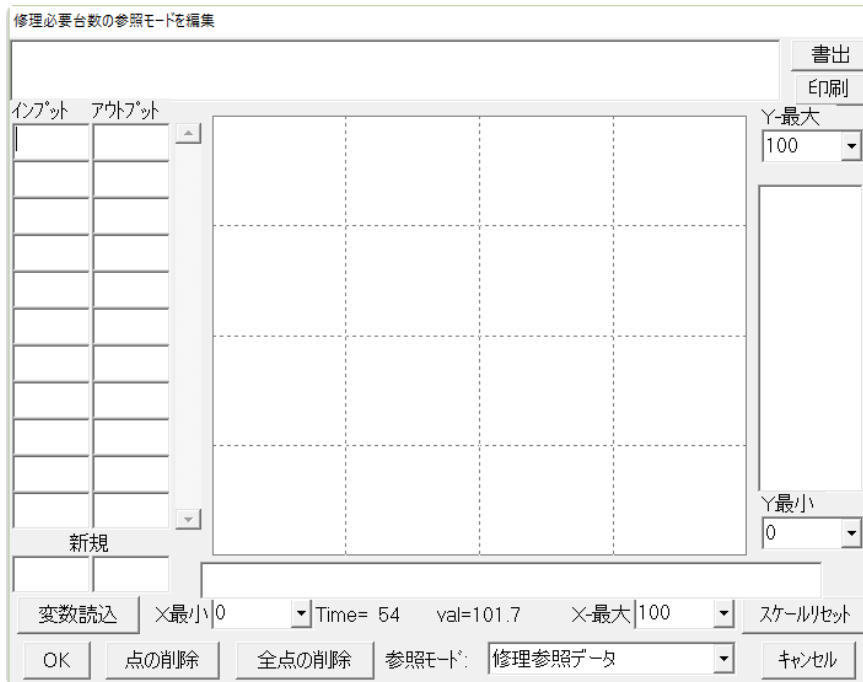 修理必要台数の参照モードを編集
書出
印刷
インプット アウトプット
Y-最大
100
Y最小
0
新規
変数読込 X最小 0 Time= 54 val=101.7 X-最大 100 スケールリセット
OK 点の削除 全点の削除 参照モード: 修理参照データ キャンセル